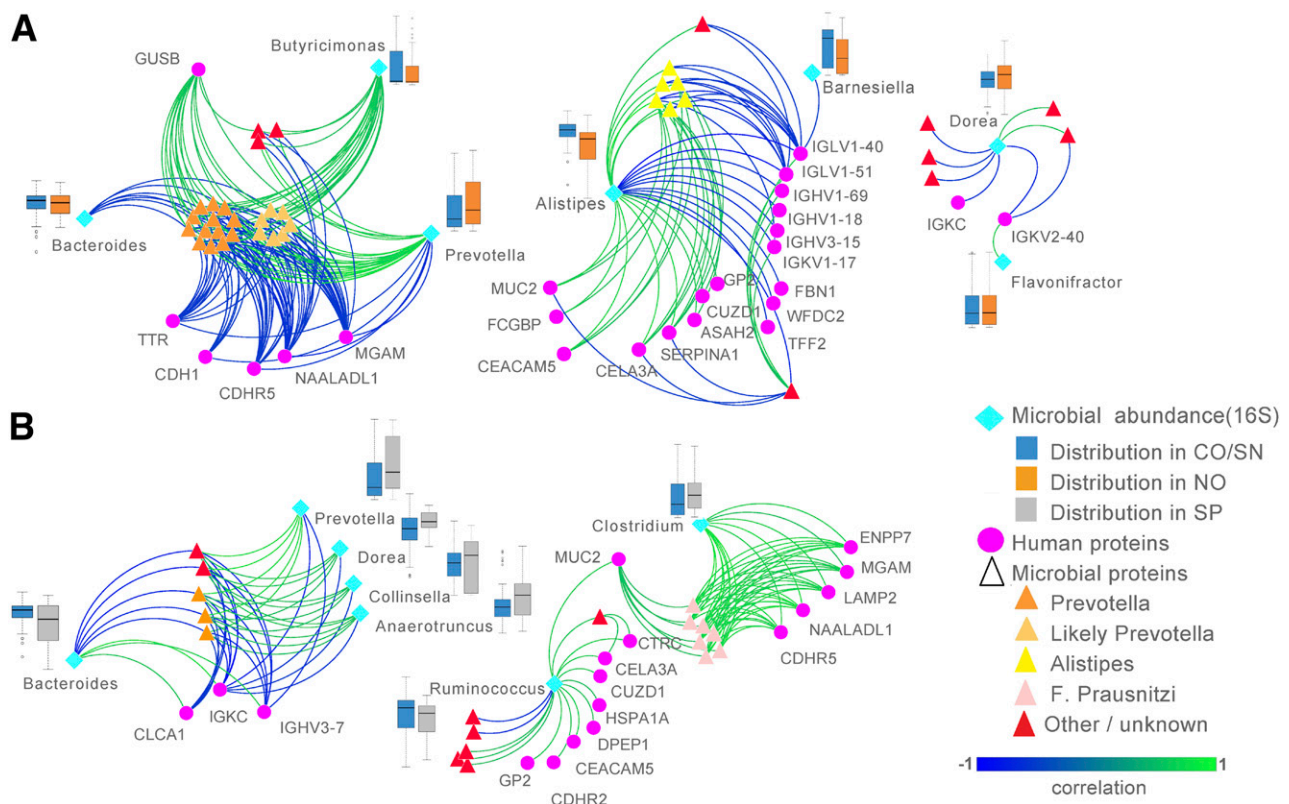 A
GUSB
Butyricimonas
Bacteroides
Prevotella
TTR
CDH1
CDHR5
NAALADL1
MGAM
Barnesiella
Alistipes
IGLV1-40
IGLV1-51
IGHV1-69
IGHV1-18
IGHV3-15
IGKV1-17
GP2
FBN1
CUZD1
WFDC2
ASAH2
TFF2
SERPINA1
MUC2
FCGBP
CEACAM5
CELA3A
Dorea
IGKC
IGKV2-40
Flavonifractor
B
Prevotella
Dorea
Collinsella
Anaerotruncus
Bacteroides
CLCA1
IGKC
IGHV3-7
Clostridium
MUC2
ENPP7
MGAM
LAMP2
NAALADL1
CDHR5
Ruminococcus
CTRC
CELA3A
CUZD1
HSPA1A
DPEP1
CEACAM5
GP2
CDHR2
Microbial abundance(16S)
Distribution in CO/SN
Distribution in NO
Distribution in SP
Human proteins
Microbial proteins
Prevotella
Likely Prevotella
Alistipes
F. Prausnitzi
Other / unknown
-1
1
correlation